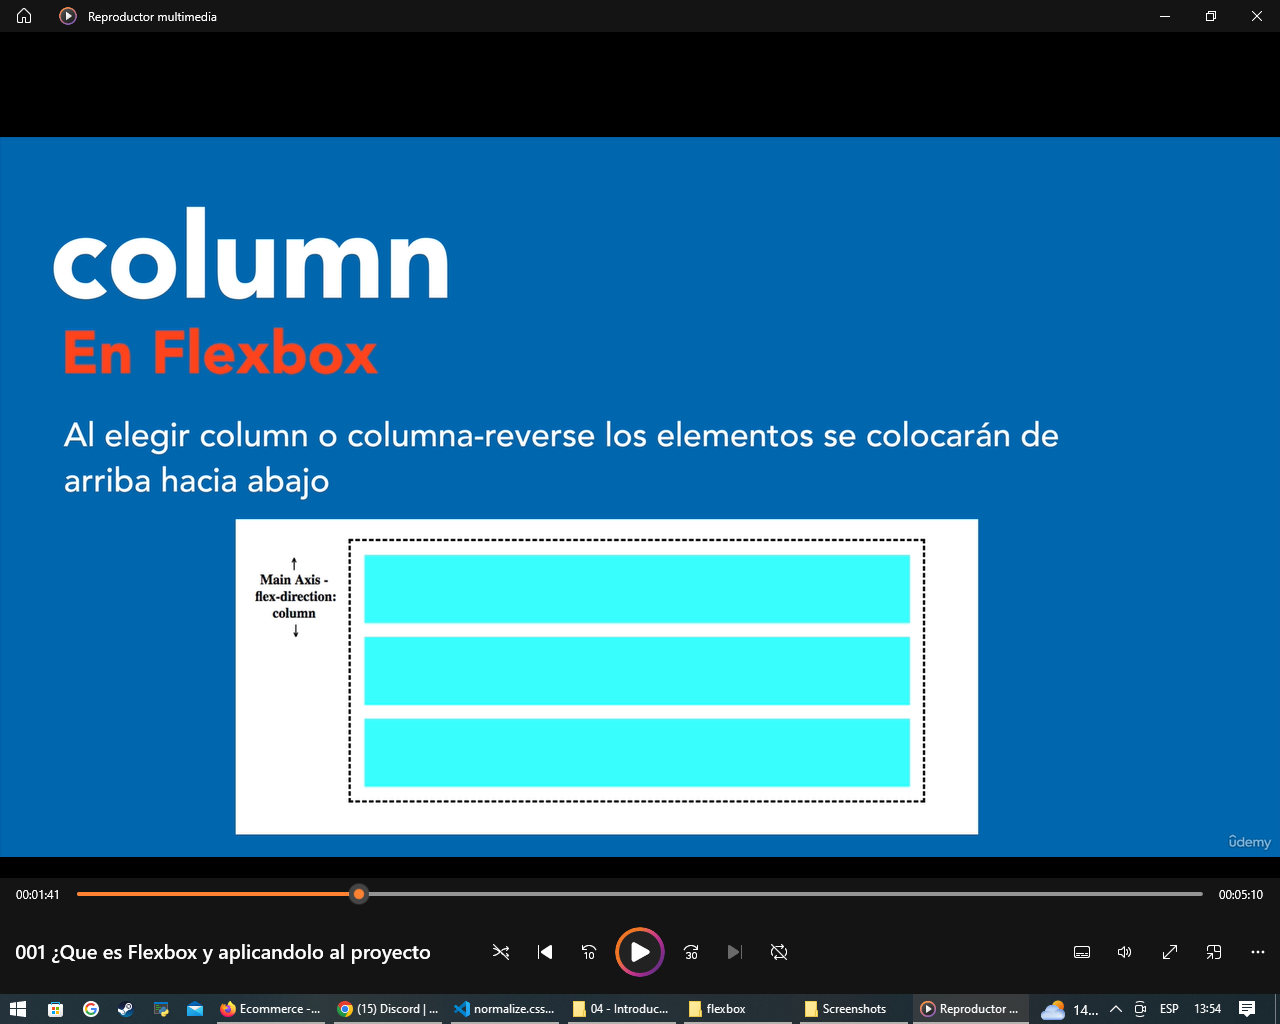 Reproductor multimedia
column
En Flexbox
Al elegir column o columna-reverse los elementos se colocarán de
arriba hacia abajo
Main Axis -
flex-direction:
column
ûdemy
00:01:41
00:05:10
001 ¿Que es Flexbox y aplicandolo al proyecto
10
30
Ecommerce -...
(15) Discord | ...
normalize.css...
04 - Introduc...
flexbox
Screenshots
Reproductor ...
14...
ESP
13:54